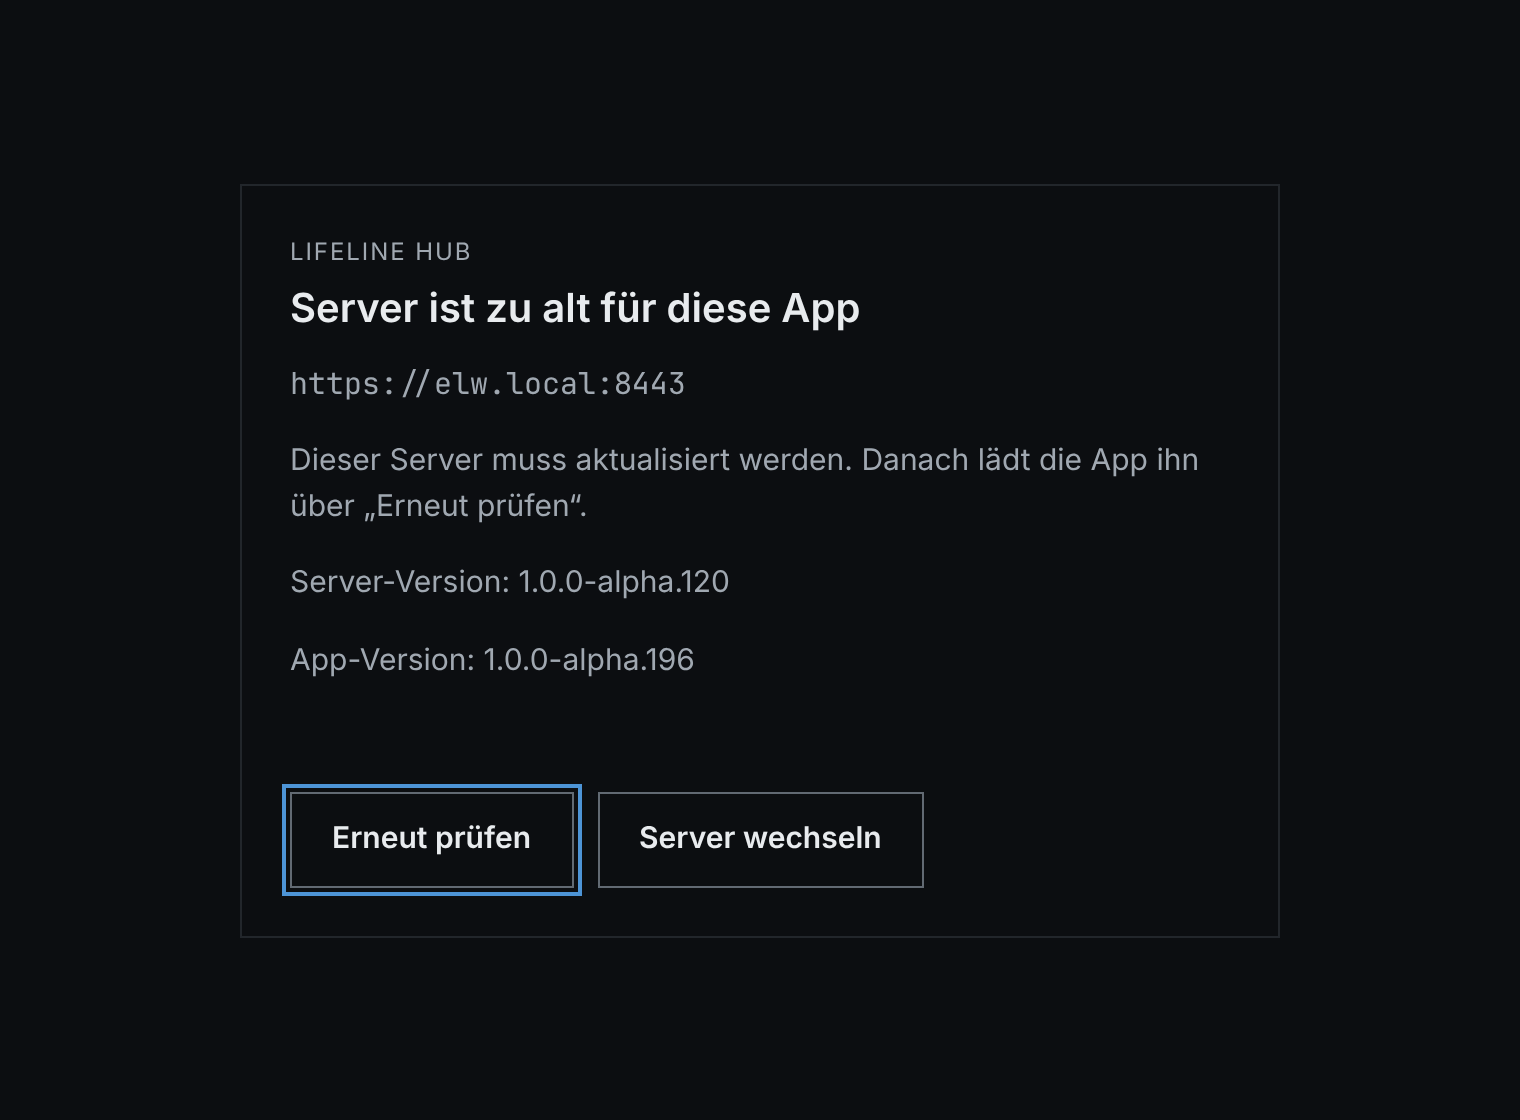 LIFELINE HUB
Server ist zu alt für diese App
https://elw.local:8443
Dieser Server muss aktualisiert werden. Danach lädt die App ihn
über „Erneut prüfen“.
Server-Version: 1.0.0-alpha.120
App-Version: 1.0.0-alpha.196
Erneut prüfen
Server wechseln